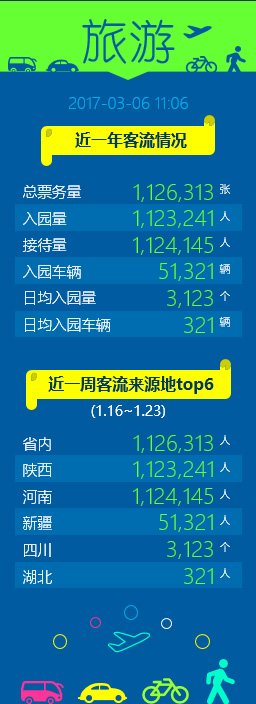 旅游
2017-03-06 11:06
近一年客流情况
总票务量 1,126,313 张
入园量 1,123,241 人
接待量 1,124,145 人
入园车辆 51,321 辆
日均入园量 3,123 个
日均入园车辆 321 辆
近一周客流来源地top6
(1.16~1.23)
省内 1,126,313 人
陕西 1,123,241 人
河南 1,124,145 人
新疆 51,321 人
四川 3,123 个
湖北 321 人